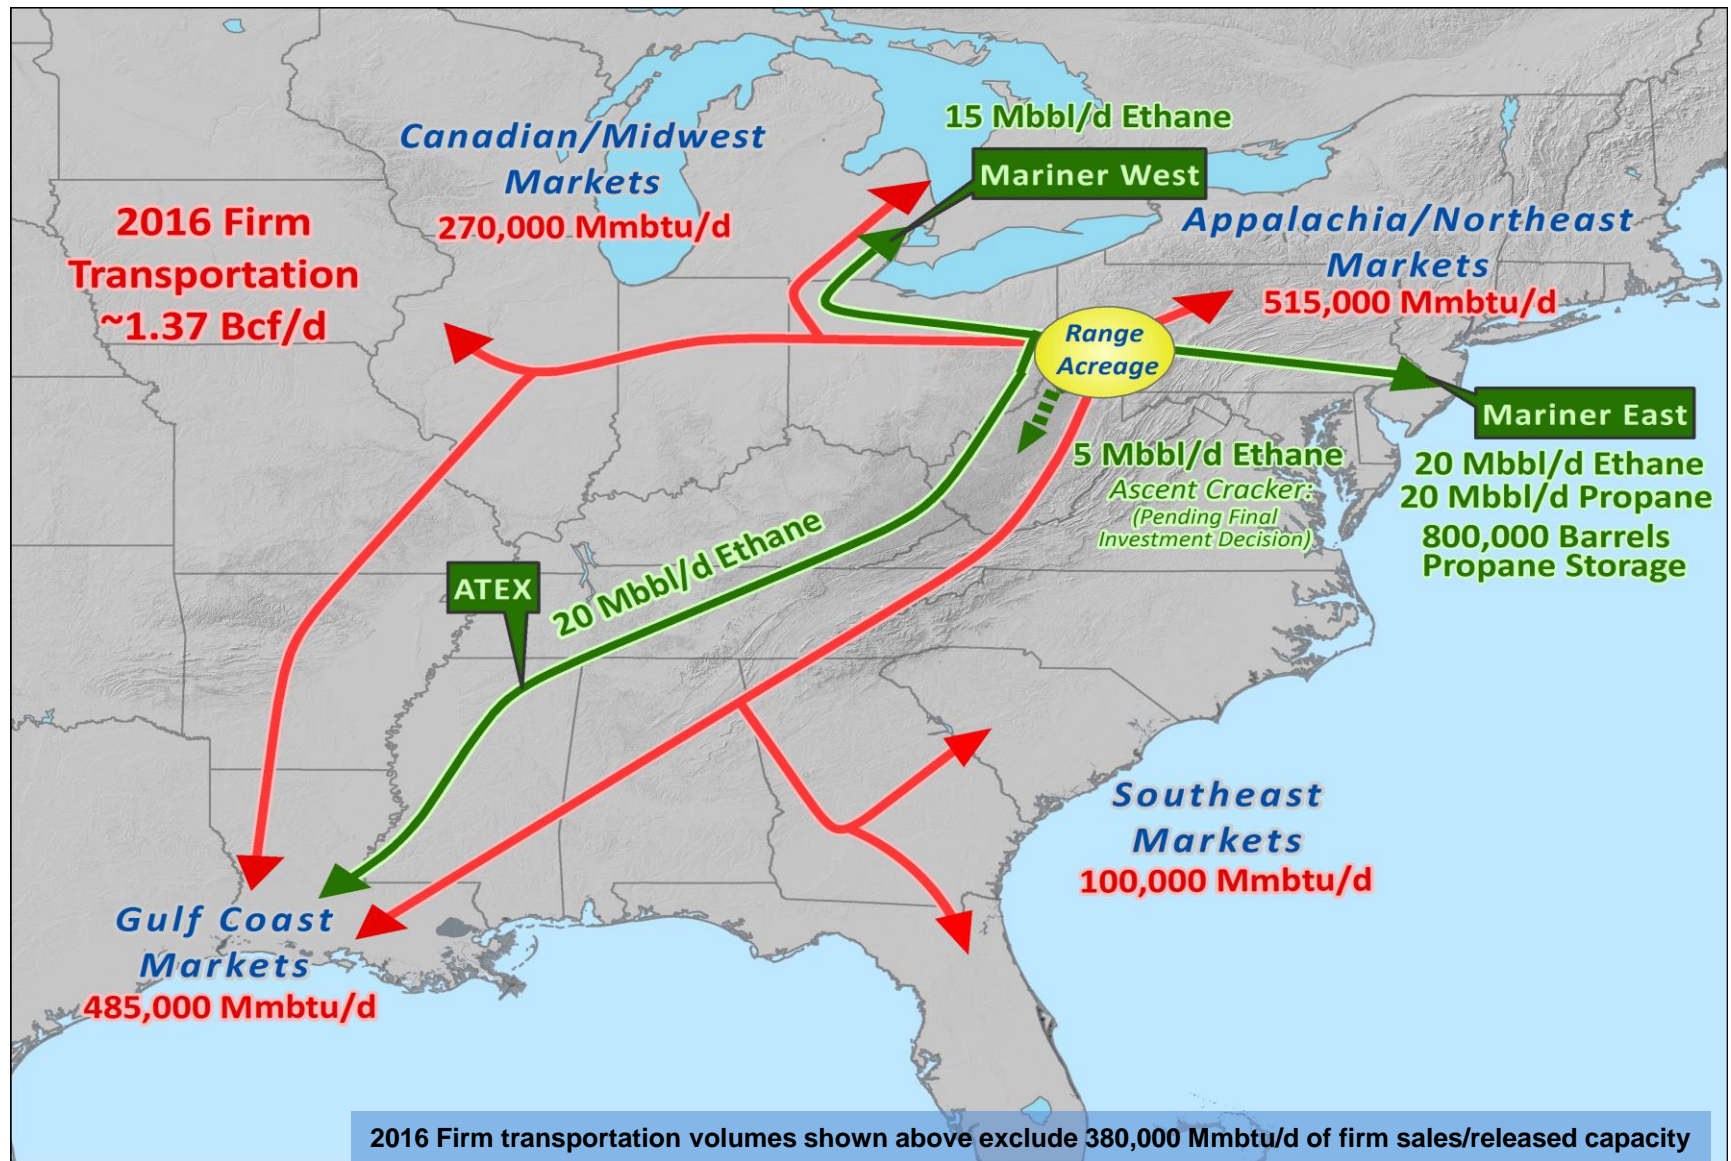 15 Mbbl/d Ethane
Canadian/Midwest
Markets
270,000 Mmbtu/d
Mariner West
2016 Firm
Transportation
~1.37 Bcf/d
Appalachia/Northeast
Markets
515,000 Mmbtu/d
Range
Acreage
Mariner East
20 Mbbl/d Ethane
20 Mbbl/d Propane
800,000 Barrels
Propane Storage
5 Mbbl/d Ethane
Ascent Cracker:
(Pending Final
Investment Decision)
20 Mbbl/d Ethane
ATEX
Southeast
Markets
100,000 Mmbtu/d
Gulf Coast
Markets
485,000 Mmbtu/d
2016 Firm transportation volumes shown above exclude 380,000 Mmbtu/d of firm sales/released capacity